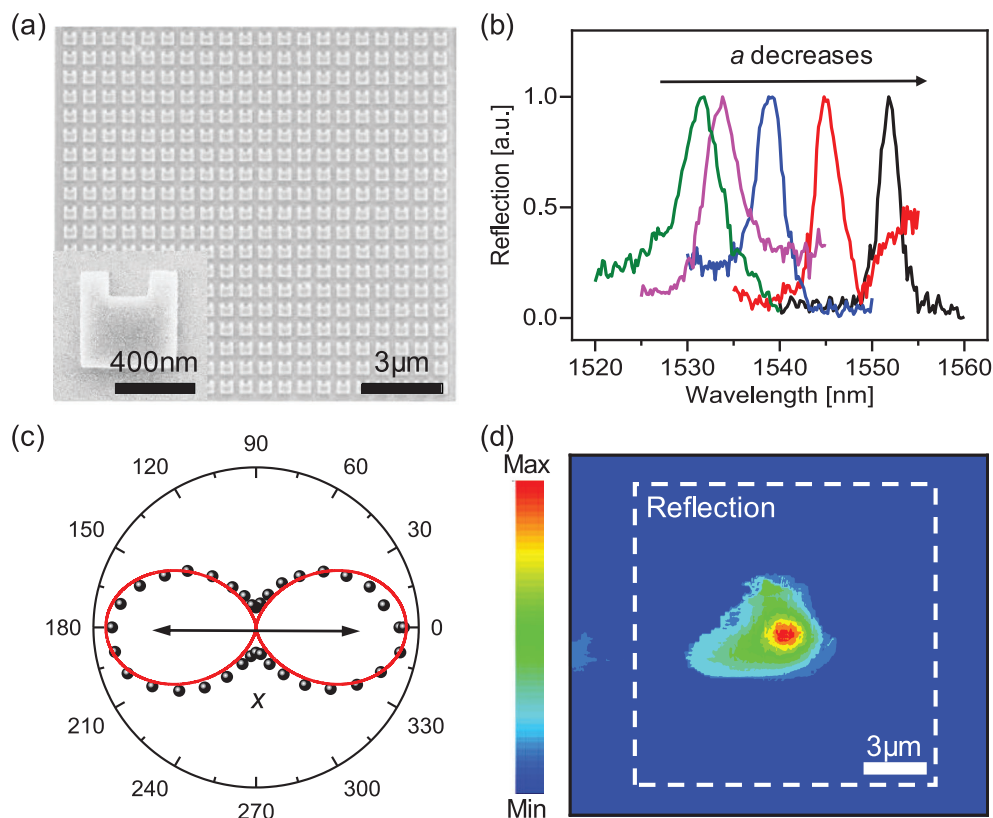 (a)
400nm
3μm
(b)
a decreases
Reflection [a.u.]
1.0
0.5
0.0
1520
1530
1540
1550
1560
Wavelength [nm]
(c)
90
120
60
150
30
180
0
x
210
330
240
300
270
(d)
Max
Min
Reflection
3μm